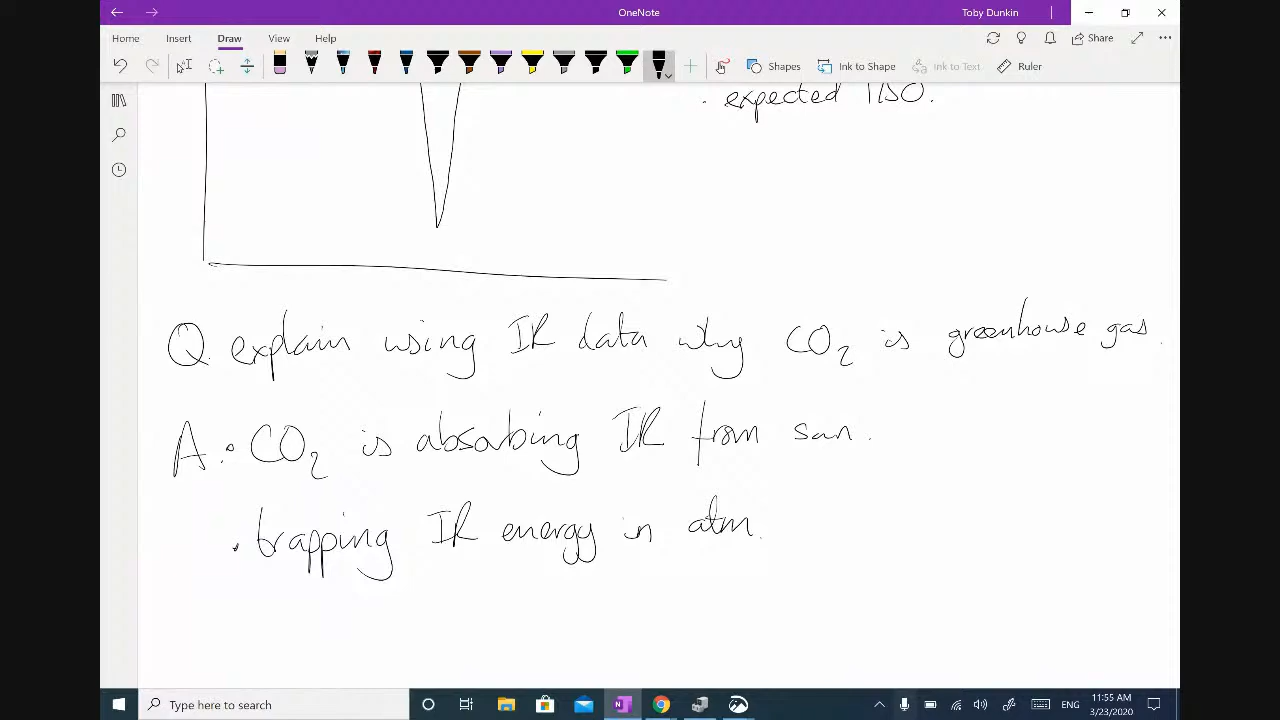 OneNote
Toby Dunkin
Home Insert Draw View Help
Share
Shapes Ink to Shape Ink to Text Ruler
. expected 1750.
Q explain using IR data why CO2 is greenhouse gas.
A. • CO2 is absorbing IR from sun.
• trapping IR energy in atm.
Type here to search
ENG
11:55 AM
3/23/2020